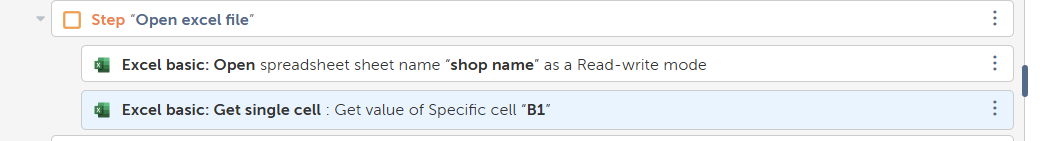 Step “Open excel file”
Excel basic: Open spreadsheet sheet name “shop name” as a Read-write mode
Excel basic: Get single cell : Get value of Specific cell “B1”